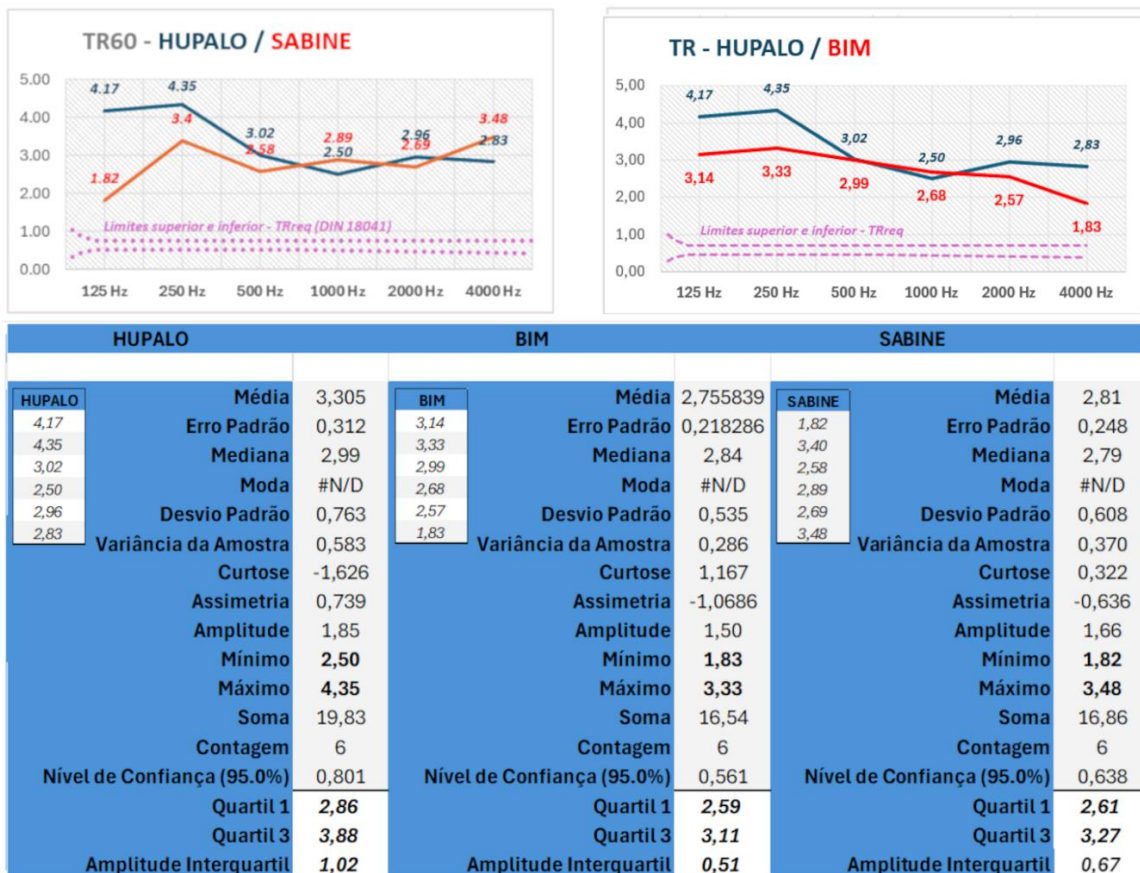 TR60 - HUPALO / SABINE
5.00
4.00
3.00
2.00
1.00
0.00
4.17
4.35
3.02
2.50
2.96
2.83
1.82
3.4
2.58
2.89
2.69
3.48
Limites superior e inferior - TRreq (DIN 18041)
125 Hz 250 Hz 500 Hz 1000 Hz 2000 Hz 4000 Hz
TR - HUPALO / BIM
5,00
4,00
3,00
2,00
1,00
0,00
4,17
4,35
3,02
2,50
2,96
2,83
3,14
3,33
2,99
2,68
2,57
1,83
Limites superior e inferior - TRreq
125 Hz 250 Hz 500 Hz 1000 Hz 2000 Hz 4000 Hz
HUPALO BIM SABINE
HUPALO
4,17
4,35
3,02
2,50
2,96
2,83
Média 3,305
Erro Padrão 0,312
Mediana 2,99
Moda #N/D
Desvio Padrão 0,763
Variância da Amostra 0,583
Curtose -1,626
Assimetria 0,739
Amplitude 1,85
Mínimo 2,50
Máximo 4,35
Soma 19,83
Contagem 6
Nível de Confiança (95.0%) 0,801
Quartil 1 2,86
Quartil 3 3,88
Amplitude Interquartil 1,02
BIM
3,14
3,33
2,99
2,68
2,57
1,83
Média 2,755839
Erro Padrão 0,218286
Mediana 2,84
Moda #N/D
Desvio Padrão 0,535
Variância da Amostra 0,286
Curtose 1,167
Assimetria -1,0686
Amplitude 1,50
Mínimo 1,83
Máximo 3,33
Soma 16,54
Contagem 6
Nível de Confiança (95.0%) 0,561
Quartil 1 2,59
Quartil 3 3,11
Amplitude Interquartil 0,51
SABINE
1,82
3,40
2,58
2,89
2,69
3,48
Média 2,81
Erro Padrão 0,248
Mediana 2,79
Moda #N/D
Desvio Padrão 0,608
Variância da Amostra 0,370
Curtose 0,322
Assimetria -0,636
Amplitude 1,66
Mínimo 1,82
Máximo 3,48
Soma 16,86
Contagem 6
Nível de Confiança (95.0%) 0,638
Quartil 1 2,61
Quartil 3 3,27
Amplitude Interquartil 0,67